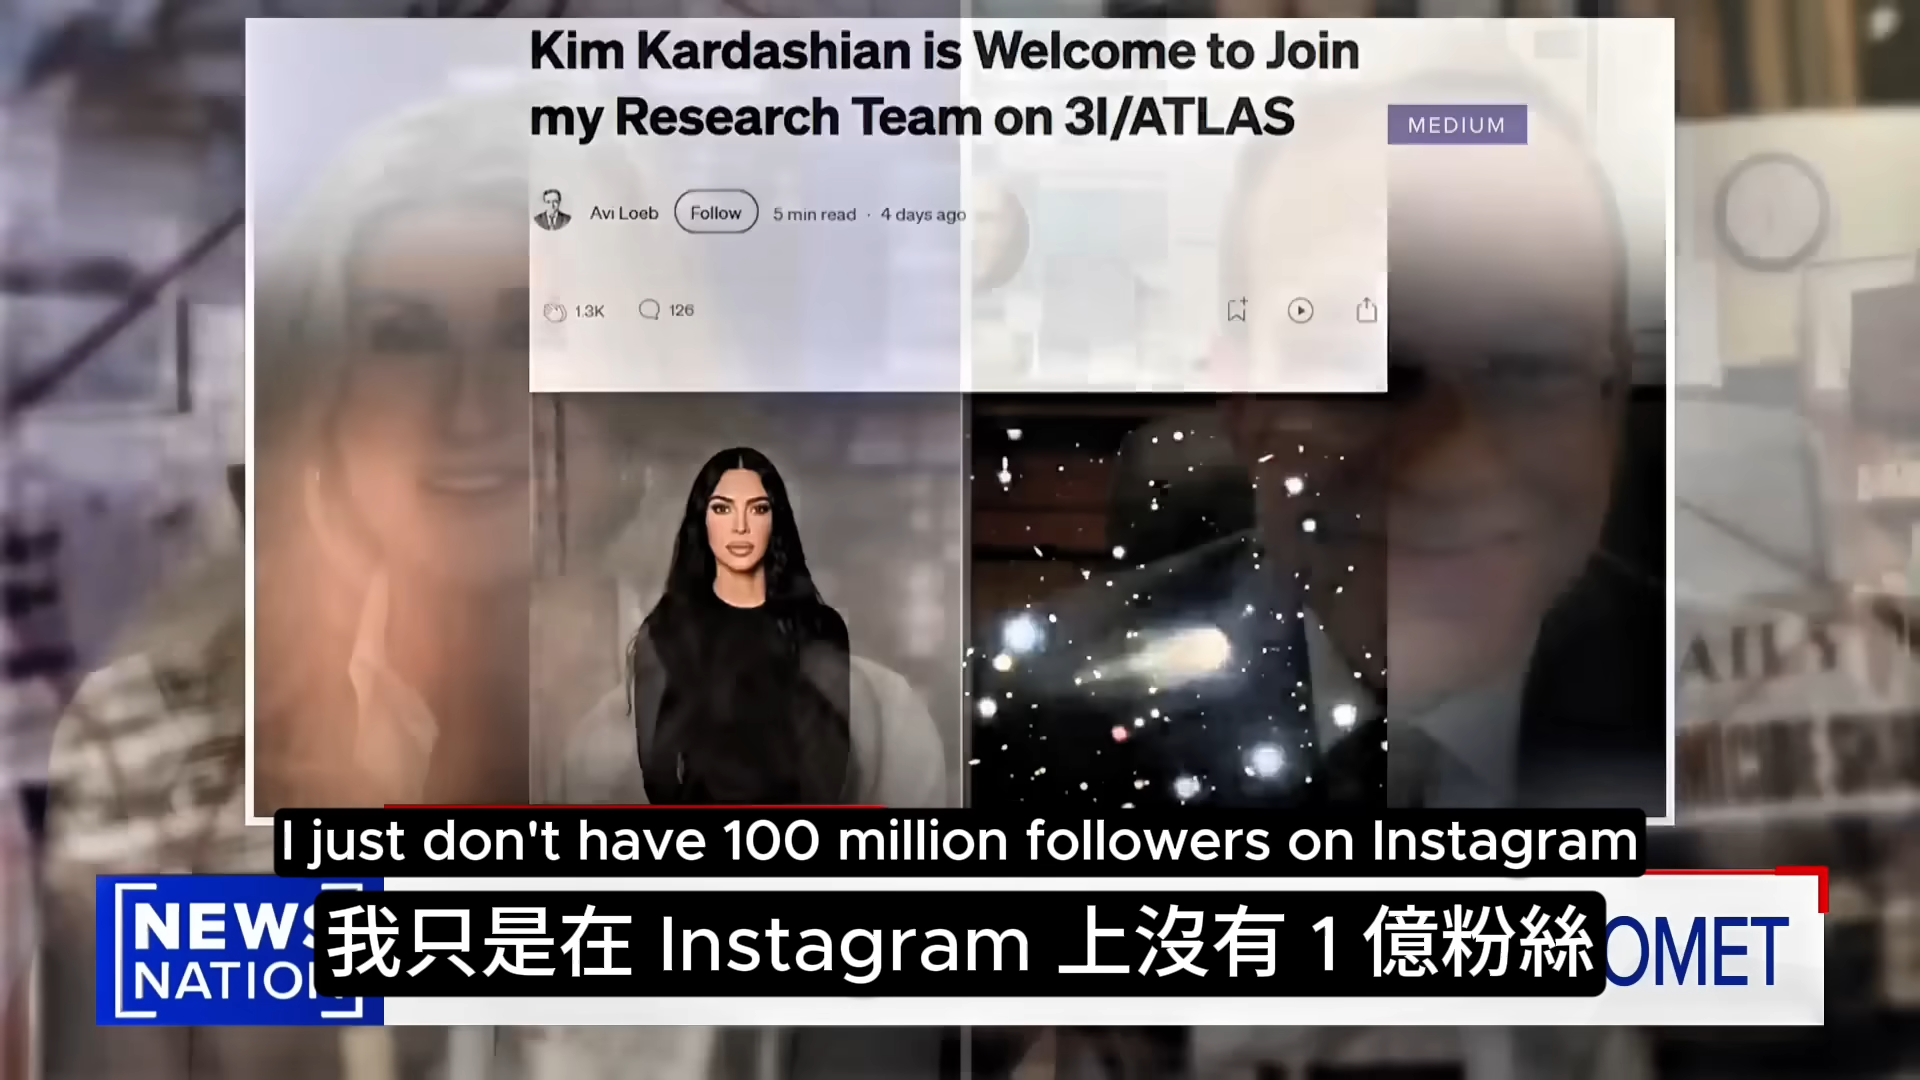 Kim Kardashian is Welcome to Join
my Research Team on 3I/ATLAS
MEDIUM
Avi Loeb Follow 5 min read · 4 days ago
1.3K 126
I just don't have 100 million followers on Instagram
我只是在 Instagram 上沒有 1 億粉絲
NEWS
NATION
OMET